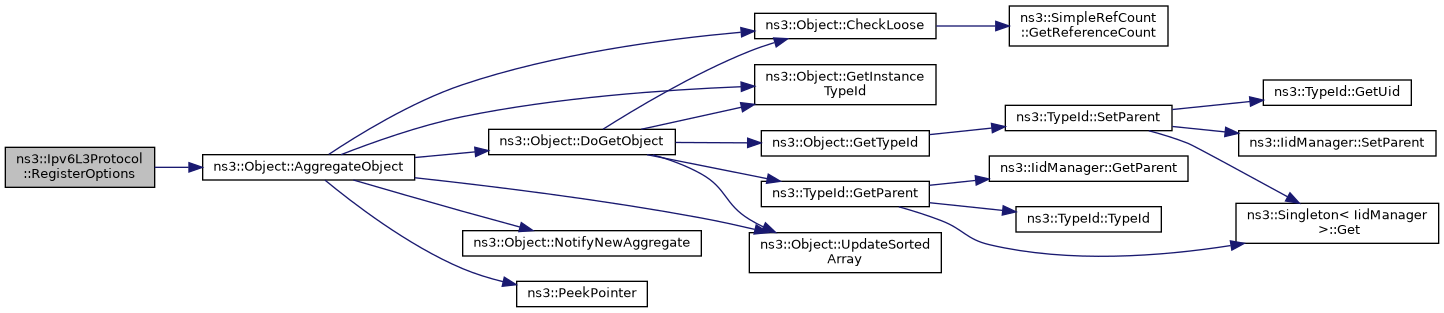 ns3::Ipv6L3Protocol
::RegisterOptions
ns3::Object::AggregateObject
ns3::Object::DoGetObject
ns3::Object::NotifyNewAggregate
ns3::PeekPointer
ns3::Object::CheckLoose
ns3::Object::GetInstance
TypeId
ns3::Object::GetTypeId
ns3::TypeId::GetParent
ns3::Object::UpdateSorted
Array
ns3::SimpleRefCount
::GetReferenceCount
ns3::TypeId::SetParent
ns3::IidManager::GetParent
ns3::TypeId::TypeId
ns3::TypeId::GetUid
ns3::IidManager::SetParent
ns3::Singleton< IidManager
>::Get